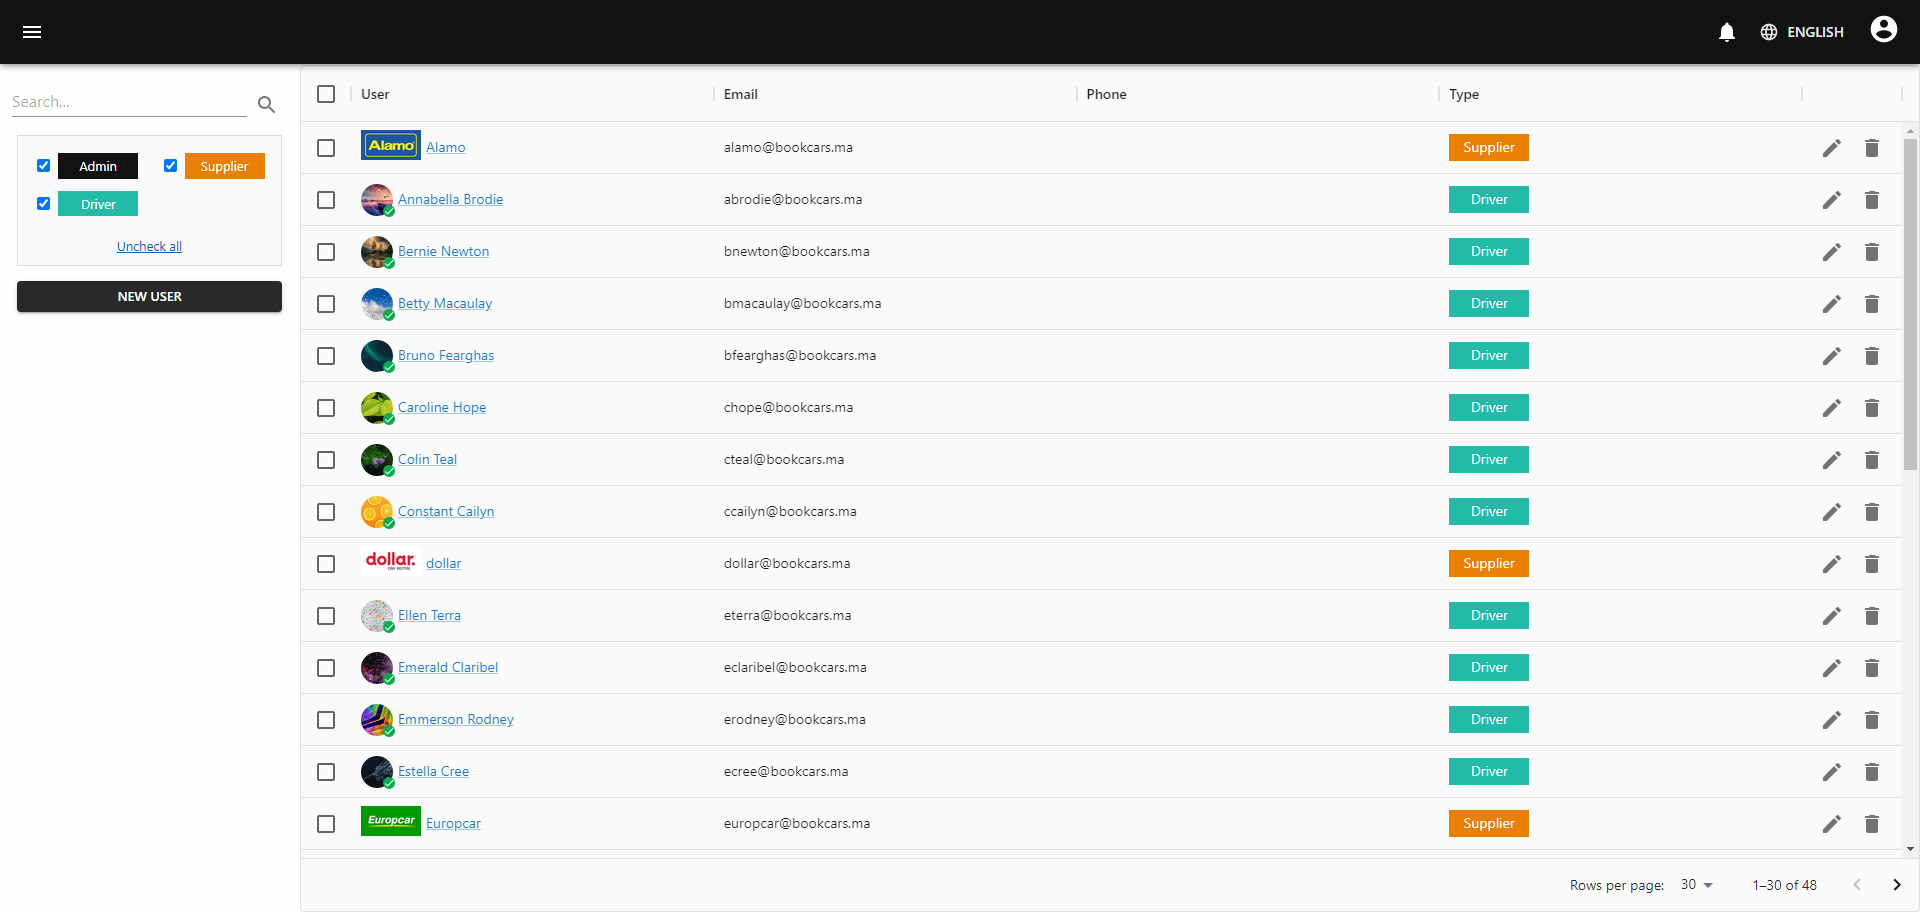 ENGLISH
Search...
Admin
Supplier
Driver
Uncheck all
NEW USER
User Email Phone Type
Alamo Alamo alamo@bookcars.ma Supplier
Annabella Brodie abrodie@bookcars.ma Driver
Bernie Newton bnewton@bookcars.ma Driver
Betty Macaulay bmacaulay@bookcars.ma Driver
Bruno Fearghas bfearghas@bookcars.ma Driver
Caroline Hope chope@bookcars.ma Driver
Colin Teal cteal@bookcars.ma Driver
Constant Cailyn ccailyn@bookcars.ma Driver
dollar. CAR RENTAL dollar dollar@bookcars.ma Supplier
Ellen Terra eterra@bookcars.ma Driver
Emerald Claribel eclaribel@bookcars.ma Driver
Emmerson Rodney erodney@bookcars.ma Driver
Estella Cree ecree@bookcars.ma Driver
Europcar Europcar europcar@bookcars.ma Supplier
Rows per page: 30 1–30 of 48